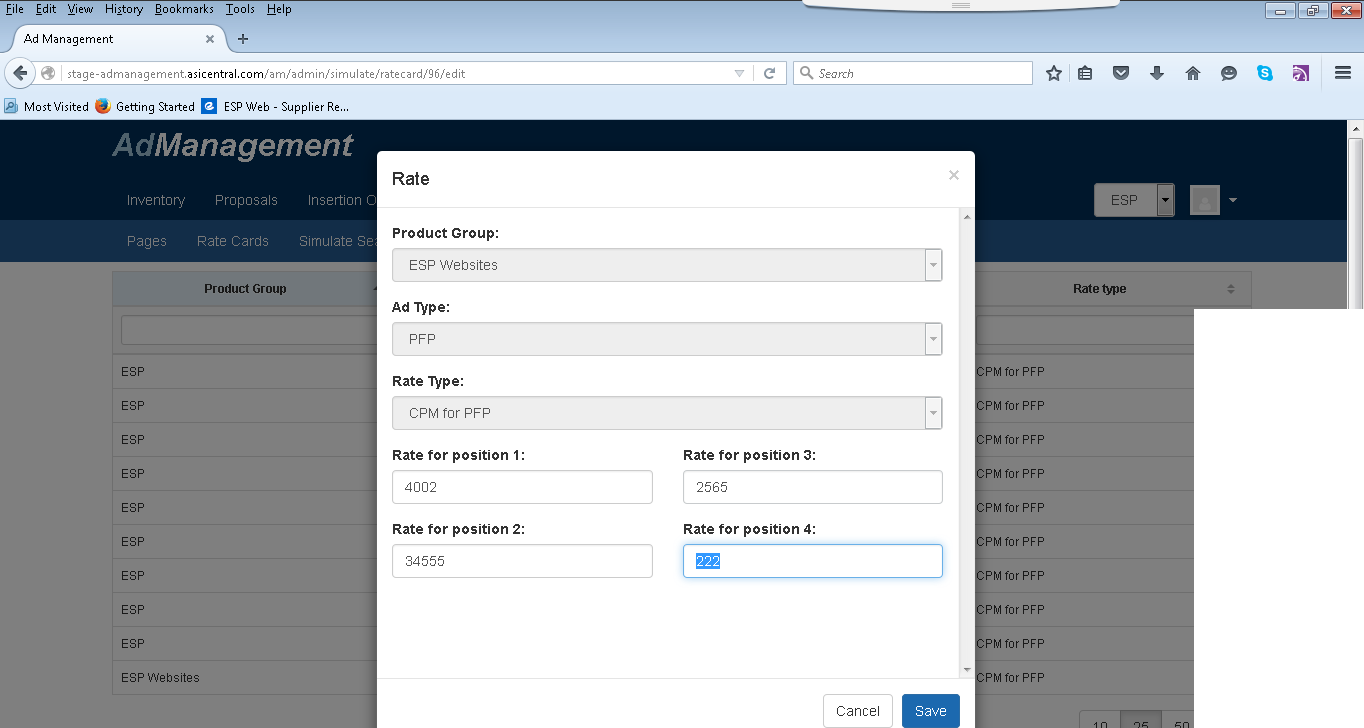 File Edit View History Bookmarks Tools Help
Ad Management
stage-admanagement.asicentral.com/am/admin/simulate/ratecard/96/edit
Search
Most Visited Getting Started ESP Web - Supplier Re...
AdManagement
Inventory Proposals Insertion O
ESP
Pages Rate Cards Simulate Sea
Rate
Product Group:
ESP Websites
Ad Type:
PFP
Rate Type:
CPM for PFP
Rate for position 1: Rate for position 3:
4002 2565
Rate for position 2: Rate for position 4:
34555 222
Cancel Save
Product Group Rate type
ESP CPM for PFP
ESP CPM for PFP
ESP CPM for PFP
ESP CPM for PFP
ESP CPM for PFP
ESP CPM for PFP
ESP CPM for PFP
ESP CPM for PFP
ESP CPM for PFP
ESP Websites CPM for PFP
10 25 50